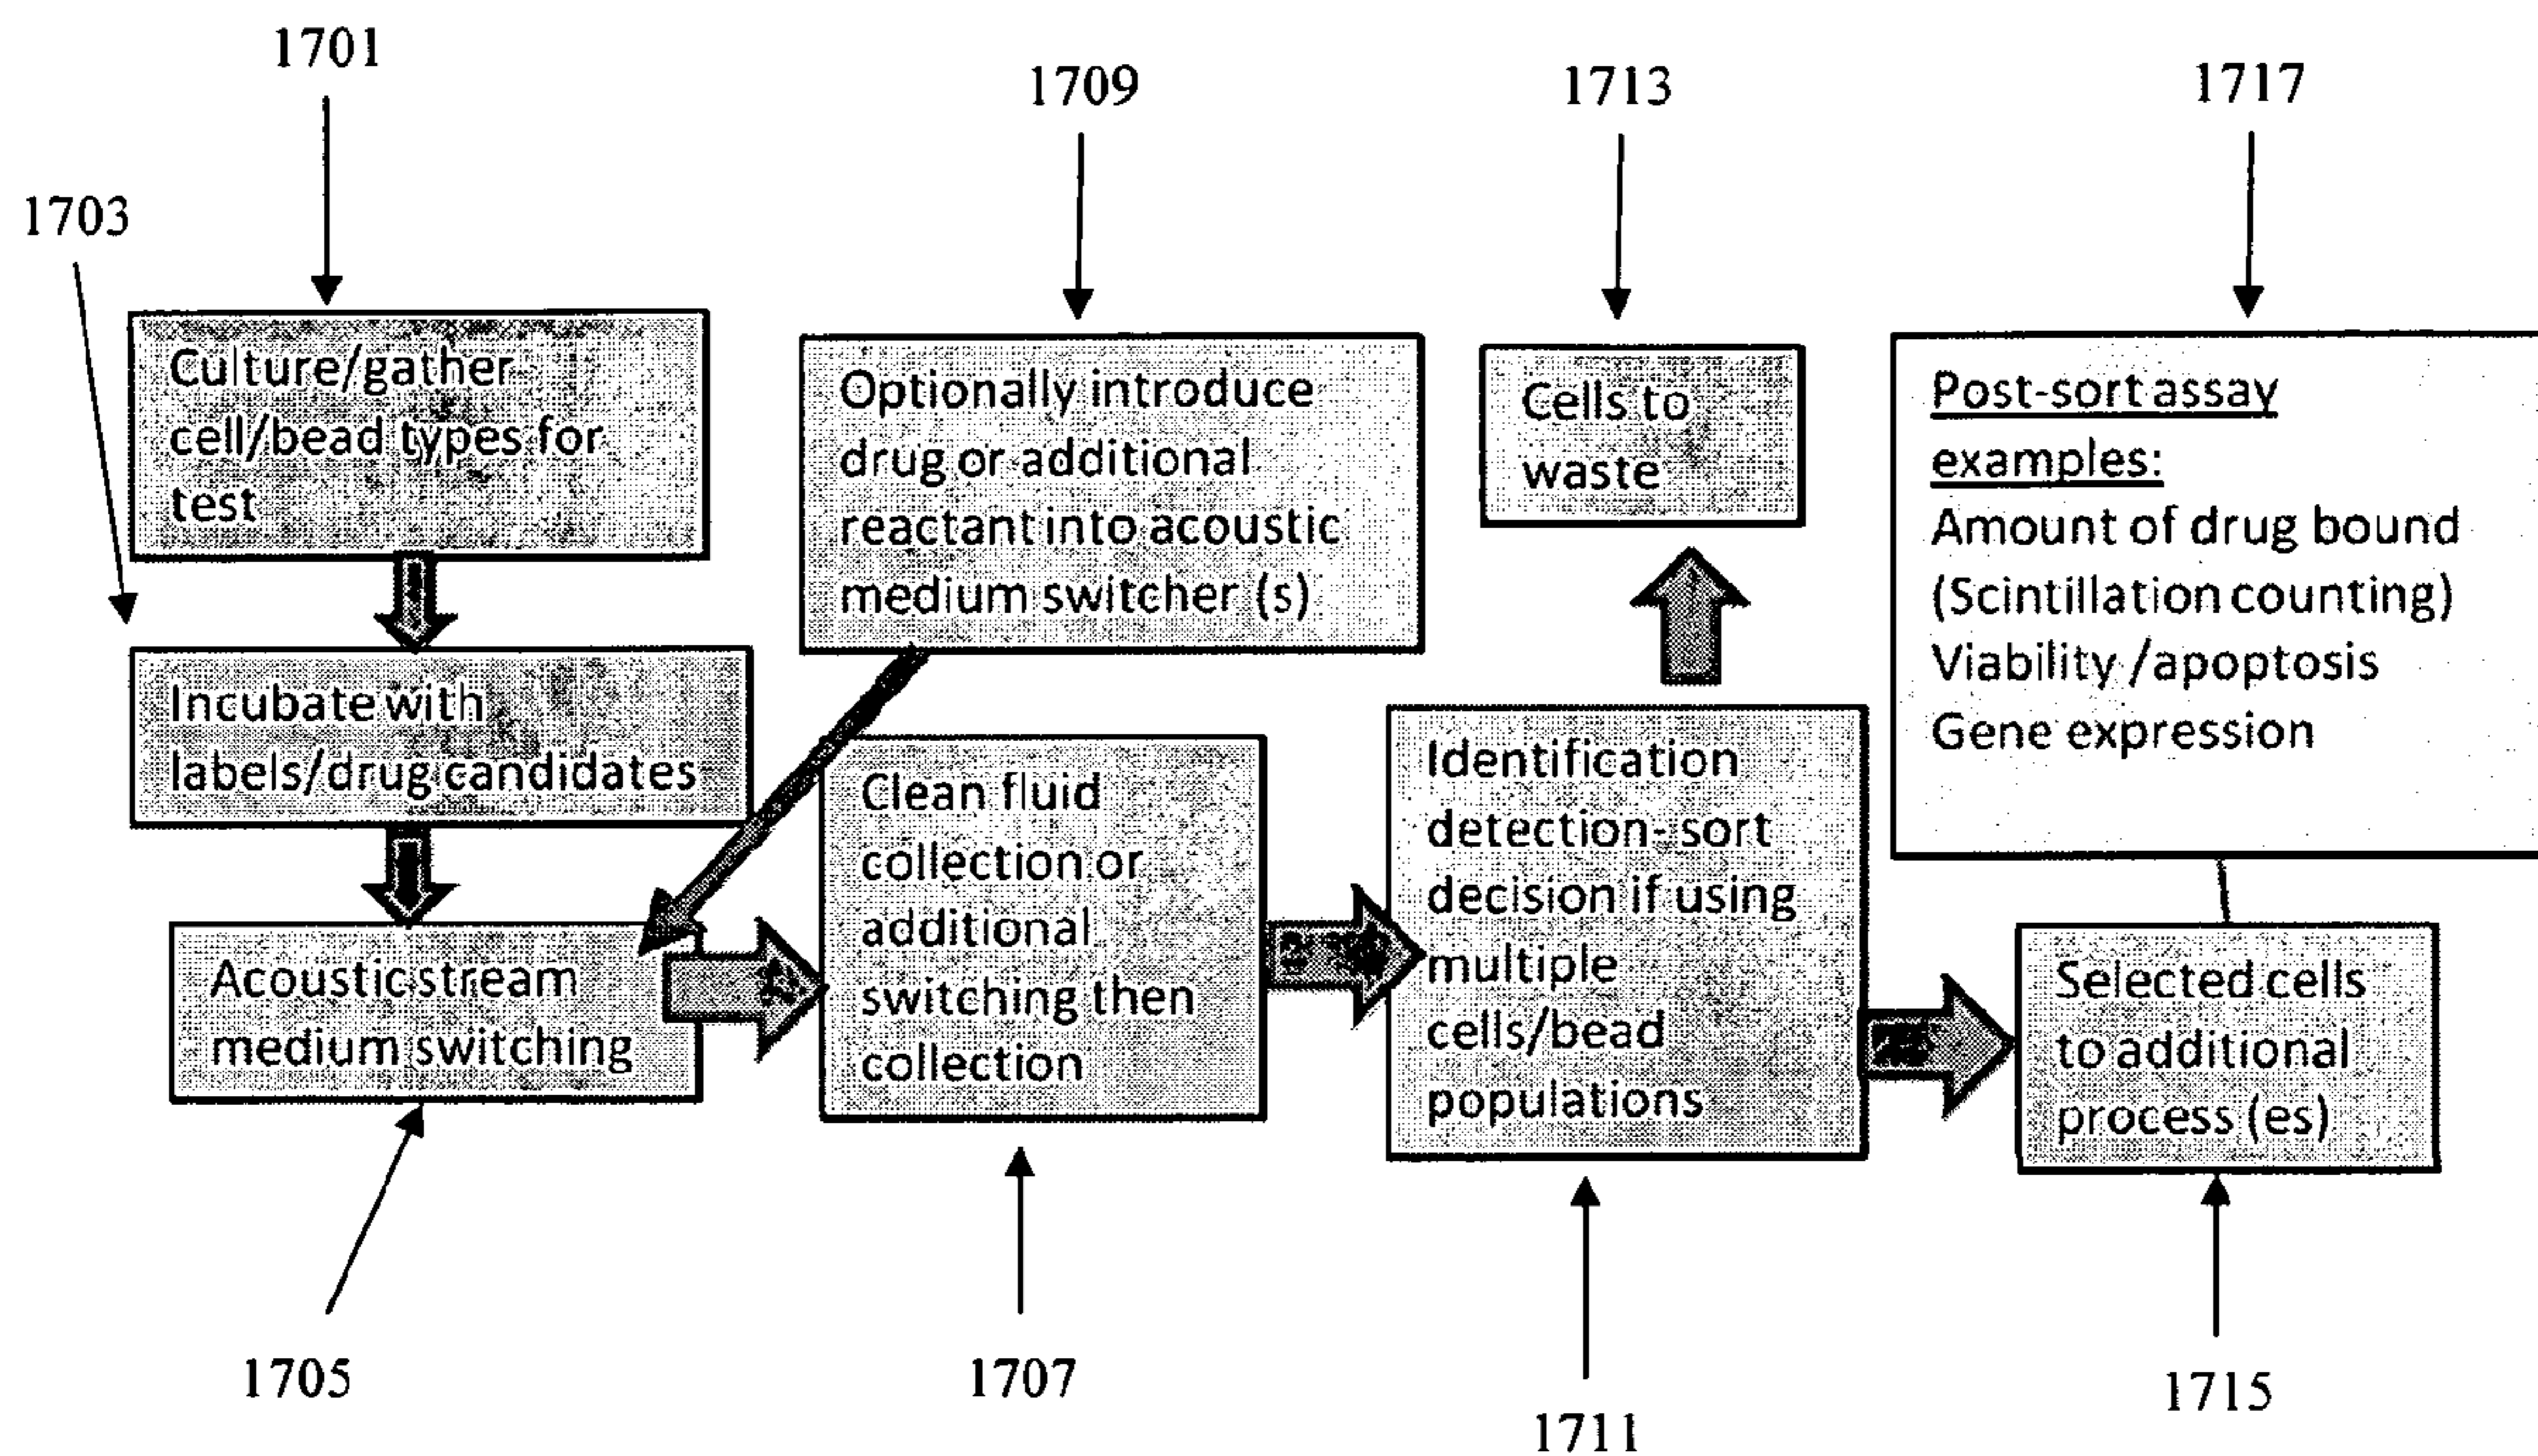 1701
1709
1713
1717
1703
Culture/gather
cell/bead types for
test
Optionally introduce
drug or additional
reactant into acoustic
medium switcher (s)
Cells to
waste
Post-sort assay
examples:
Amount of drug bound
(Scintillation counting)
Viability /apoptosis
Gene expression
Incubate with
labels/drug candidates
Clean fluid
collection or
additional
switching then
collection
Identification
detection- sort
decision if using
multiple
cells/bead
populations
Acoustic stream
medium switching
Selected cells
to additional
process (es)
1705
1707
1711
1715